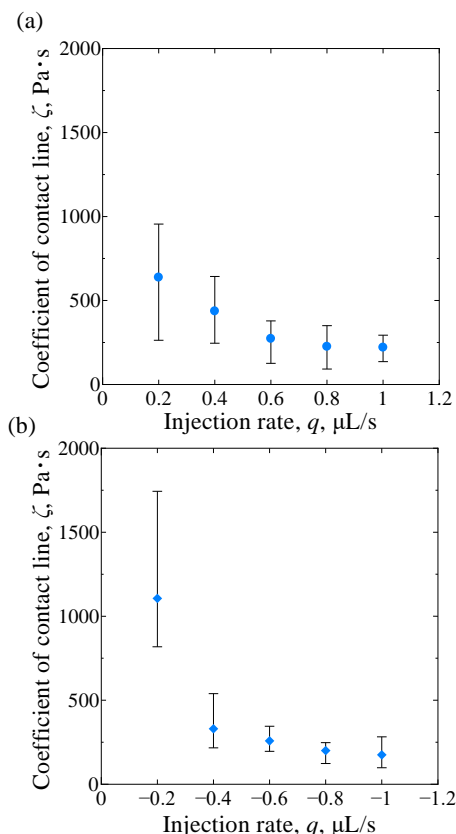 (a)
2000
1500
1000
500
0
Coefficient of contact line, ζ, Pa·s
0.2 0.4 0.6 0.8 1 1.2
Injection rate, q, μL/s
(b)
2000
1500
1000
500
0
Coefficient of contact line, ζ, Pa·s
−0.2 −0.4 −0.6 −0.8 −1 −1.2
Injection rate, q, μL/s